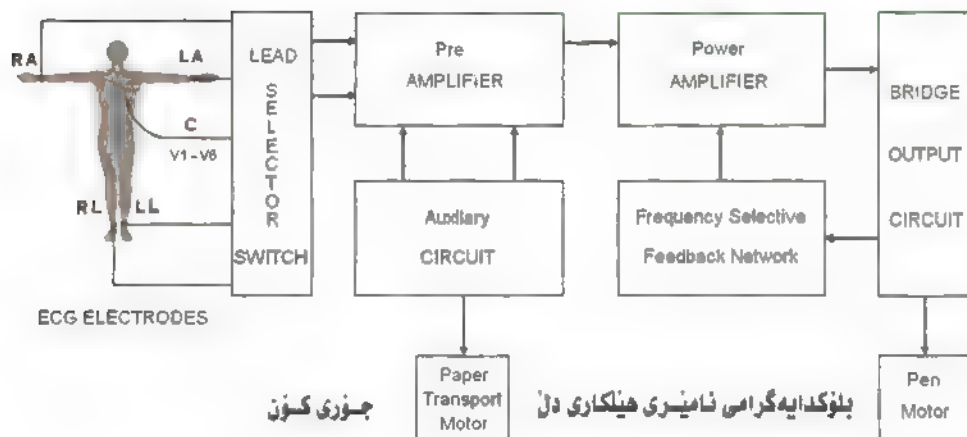 RA
LA
C
V1-V6
RL
LL
ECG ELECTRODES
LEAD
SELECTOR
SWITCH
Pre
AMPLIFIER
Power
AMPLIFIER
BRIDGE
OUTPUT
CIRCUIT
Auxliary
CIRCUIT
Frequency Selective
Feedback Network
Paper
Transport
Motor
Pen
Motor
بلۆکدایەگرامی ئامێری هێلکاری دڵ
جۆری کۆن